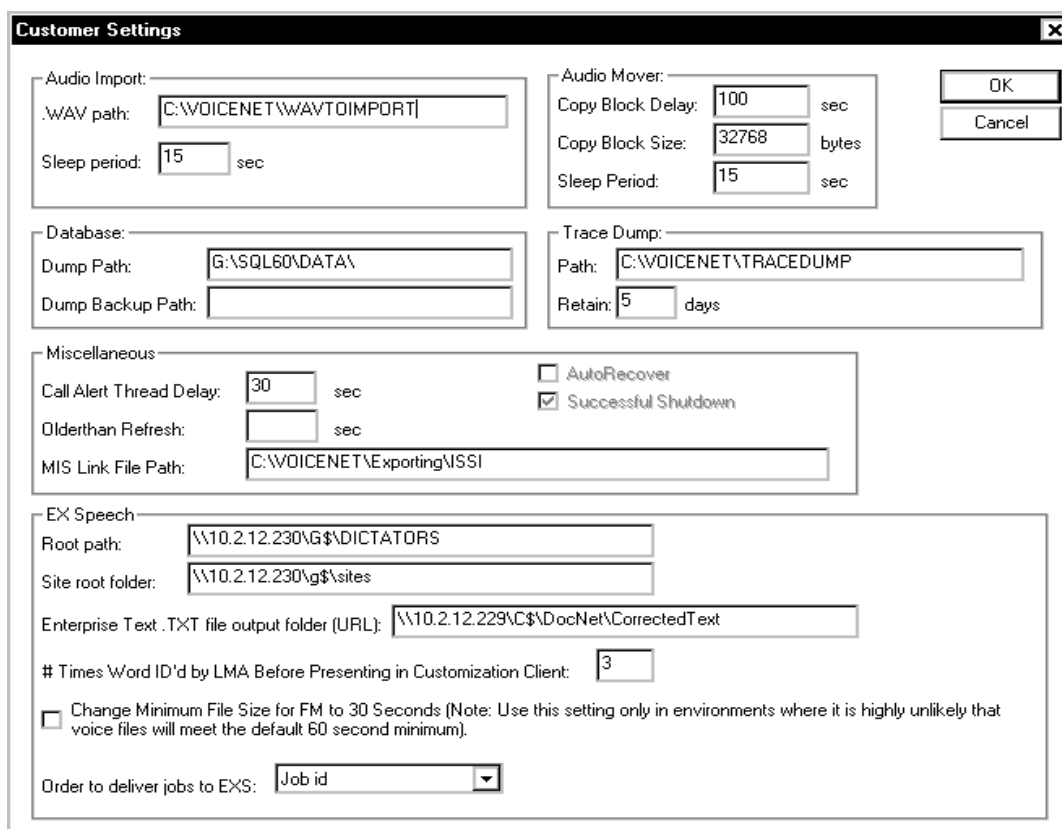 Customer Settings
Audio Import:
.WAV path: C:\VOICENET\WAVTOIMPORT
Sleep period: 15 sec
Audio Mover:
Copy Block Delay: 100 sec
Copy Block Size: 32768 bytes
Sleep Period: 15 sec
OK
Cancel
Database:
Dump Path: G:\SQL60\DATA\
Dump Backup Path:
Trace Dump:
Path: C:\VOICENET\TRACEDUMP
Retain: 5 days
Miscellaneous
Call Alert Thread Delay: 30 sec
Olderthan Refresh: sec
MIS Link File Path: C:\VOICENET\Exporting\ISSI
AutoRecover
Successful Shutdown
EX Speech
Root path: \\10.2.12.230\G$\DICTATORS
Site root folder: \\10.2.12.230\g$\sites
Enterprise Text .TXT file output folder (URL): \\10.2.12.229\C$\DocNet\CorrectedText
# Times Word ID'd by LMA Before Presenting in Customization Client: 3
Change Minimum File Size for FM to 30 Seconds (Note: Use this setting only in environments where it is highly unlikely that
voice files will meet the default 60 second minimum).
Order to deliver jobs to EXS: Job id